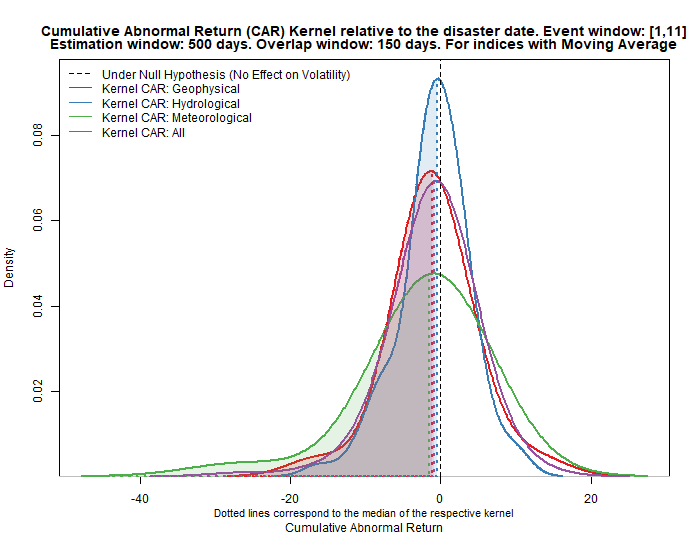 Cumulative Abnormal Return (CAR) Kernel relative to the disaster date. Event window: [1,11]
Estimation window: 500 days. Overlap window: 150 days. For indices with Moving Average
Under Null Hypothesis (No Effect on Volatility)
Kernel CAR: Geophysical
Kernel CAR: Hydrological
Kernel CAR: Meteorological
Kernel CAR: All
Density
0.08
0.06
0.04
0.02
-40 -20 0 20
Dotted lines correspond to the median of the respective kernel
Cumulative Abnormal Return